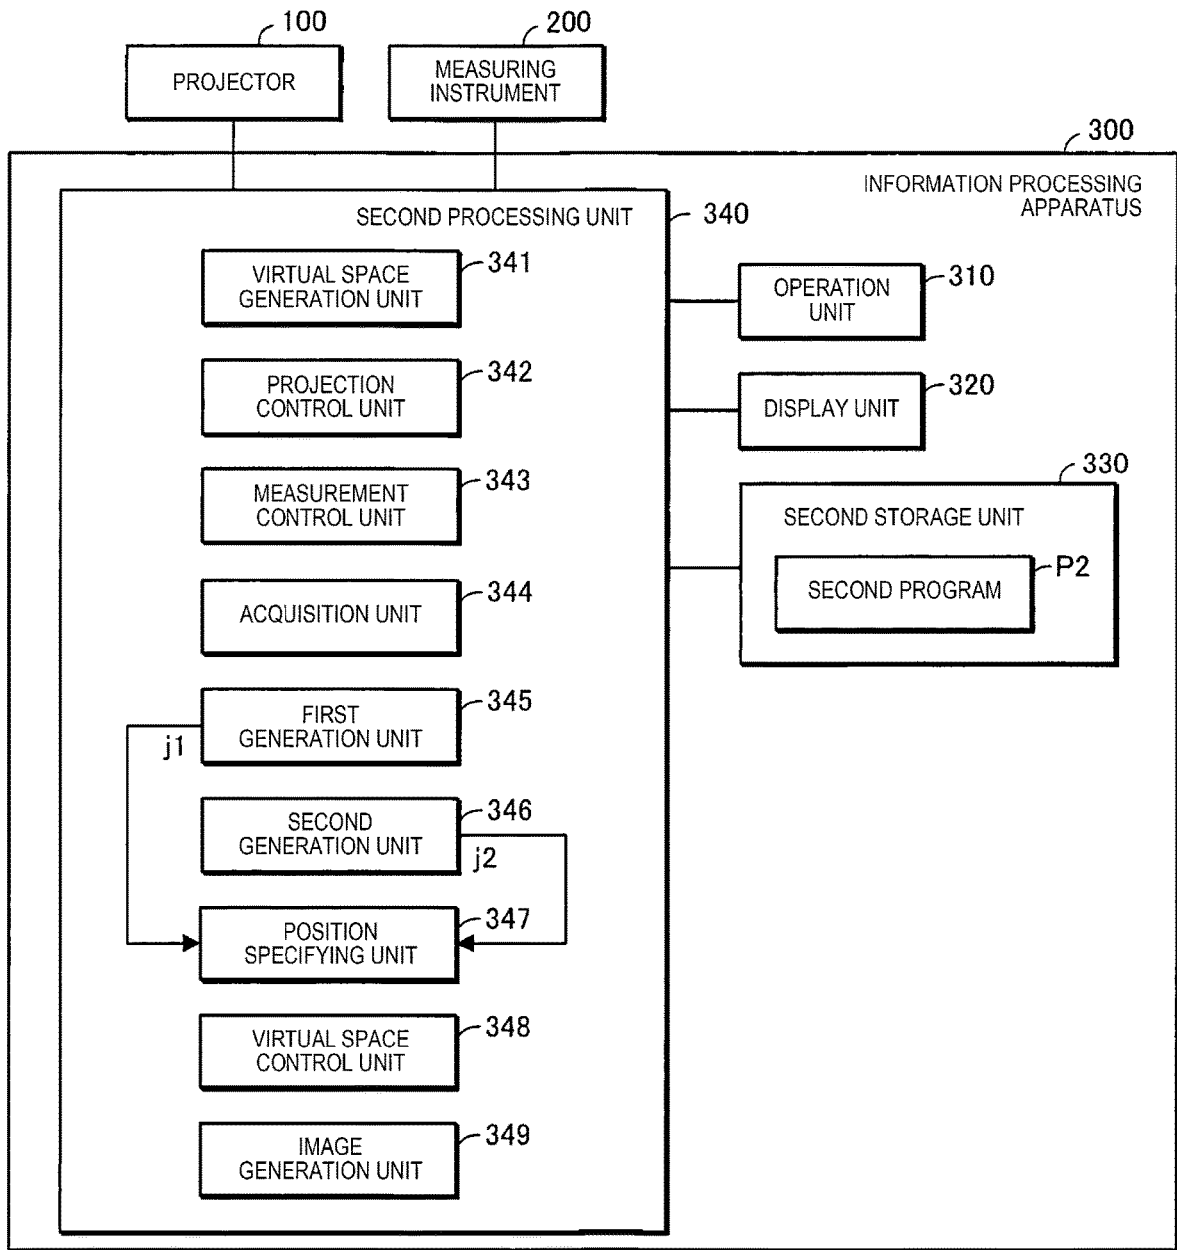 100
PROJECTOR
200
MEASURING
INSTRUMENT
300
INFORMATION PROCESSING
APPARATUS
SECOND PROCESSING UNIT
340
VIRTUAL SPACE
GENERATION UNIT
341
PROJECTION
CONTROL UNIT
342
MEASUREMENT
CONTROL UNIT
343
ACQUISITION UNIT
344
FIRST
GENERATION UNIT
345
j1
SECOND
GENERATION UNIT
346
j2
POSITION
SPECIFYING UNIT
347
VIRTUAL SPACE
CONTROL UNIT
348
IMAGE
GENERATION UNIT
349
OPERATION
UNIT
310
DISPLAY UNIT
320
330
SECOND STORAGE UNIT
SECOND PROGRAM
P2